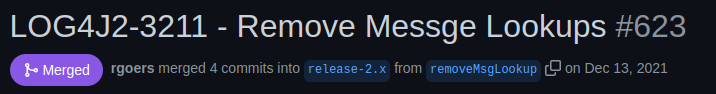 LOG4J2-3211 - Remove Messge Lookups #623
Merged rgoers merged 4 commits into release-2.x from removeMsgLookup on Dec 13, 2021